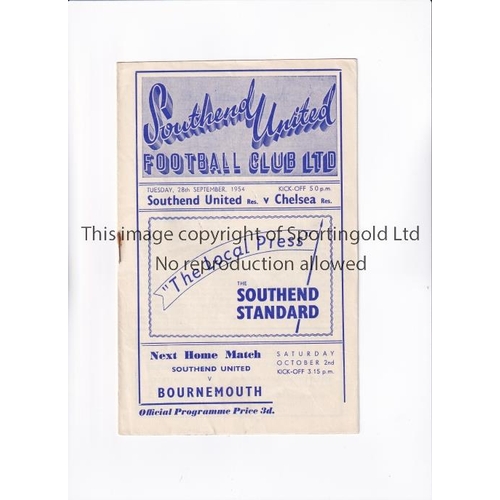 Southend United
FOOTBALL CLUB LTD
TUESDAY, 28th SEPTEMBER, 1954 KICK-OFF 5.0 p.m.
Southend United Res. v Chelsea Res.
This image copyright of Sportingold Ltd
No reproduction allowed
"The Local Press"
THE
SOUTHEND
STANDARD
Next Home Match
SOUTHEND UNITED
v
BOURNEMOUTH
SATURDAY
OCTOBER 2nd
KICK-OFF 3.15 p.m.
Official Programme Price 3d.